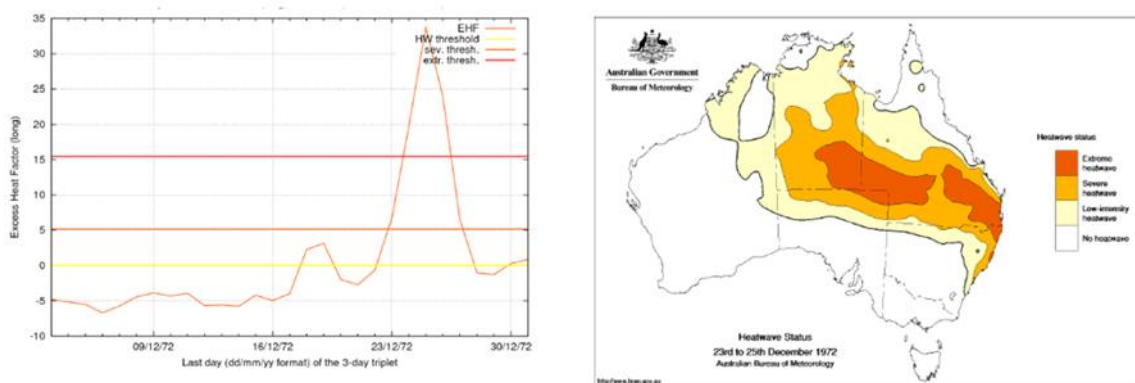 35
30
25
20
15
10
5
0
-5
-10
Excess Heat Factor (long)
EHF
HW threshold
sev. thresh.
extr. thresh.
09/12/72
16/12/72
23/12/72
30/12/72
Last day (dd/mm/yy format) of the 3-day triplet
Australian Government
Bureau of Meteorology
Heatwave status
Extreme
heatwave
Severe
heatwave
Low-intensity
heatwave
No heatwave
Heatwave Status
23rd to 25th December 1972
Australian Bureau of Meteorology